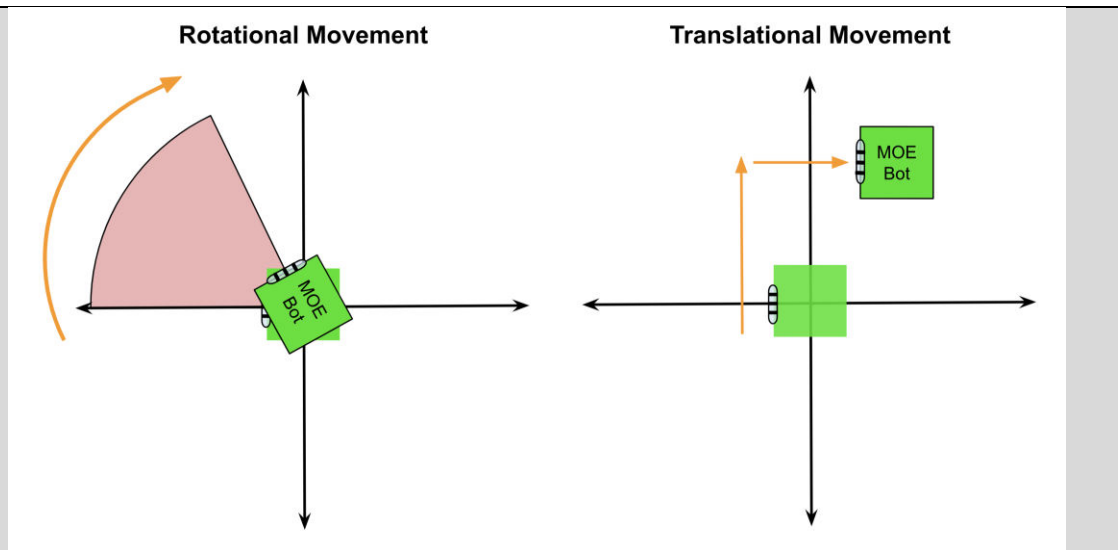 Rotational Movement
Translational Movement
MOE
Bot
MOE
Bot